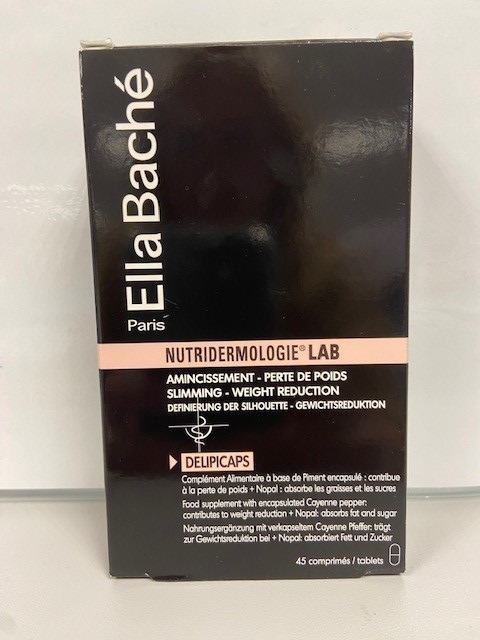 Ella Baché
Paris
NUTRIDERMOLOGIE® LAB
AMINCISSEMENT - PERTE DE POIDS
SLIMMING - WEIGHT REDUCTION
DEFINIERUNG DER SILHOUETTE - GEWICHTSREDUKTION
DELIPICAPS
Complément Alimentaire à base de Piment encapsulé : contribue
à la perte de poids + Nopal : absorbe les graisses et les sucres
Food supplement with encapsulated Cayenne pepper:
contributes to weight reduction + Nopal: absorbs fat and sugar
Nahrungsergänzung mit verkapseltem Cayenne Pfeffer: trägt
zur Gewichtsreduktion bei + Nopal: absorbiert Fett und Zucker
45 comprimés / tablets